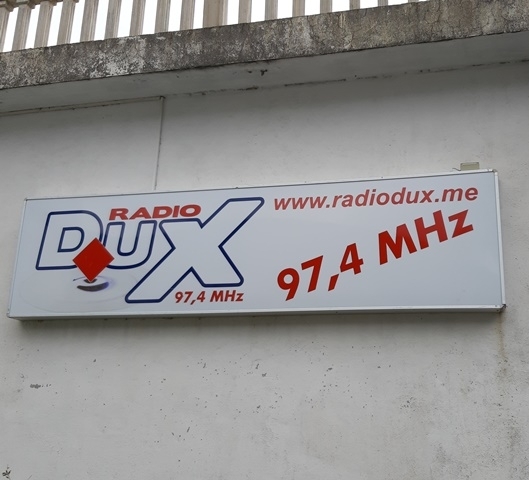 RADIO
DUX
97,4 MHz
www.radiodux.me
97,4 MHz